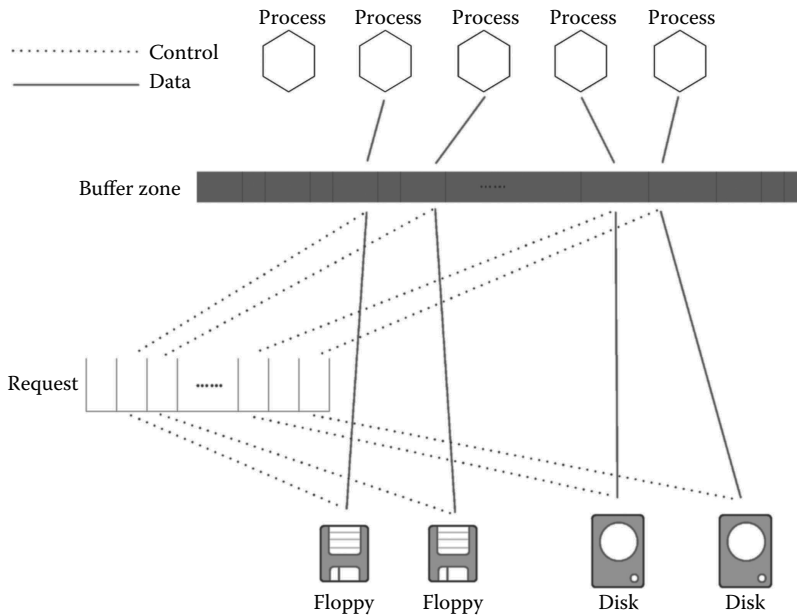 Process Process Process Process Process
Control
Data
Buffer zone
......
Request
......
Floppy Floppy Disk Disk